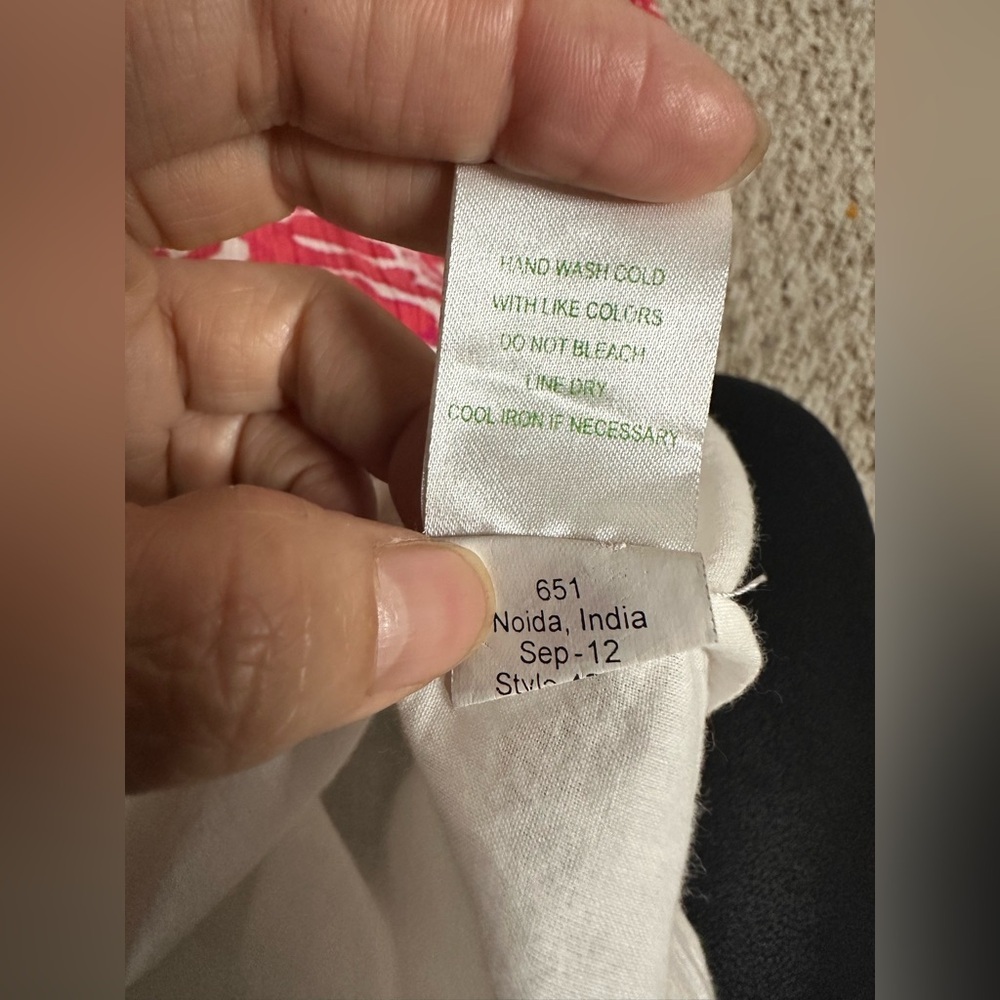 HAND WASH COLD
WITH LIKE COLORS
DO NOT BLEACH
LINE DRY
COOL IRON IF NECESSARY
651
Noida, India
Sep-12
Style